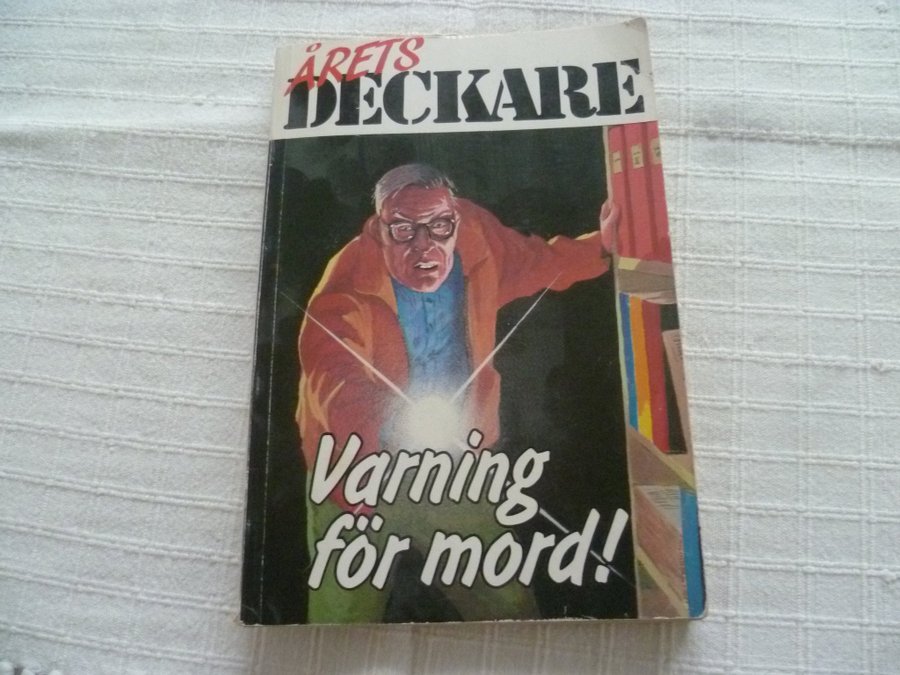 ÅRETS
DECKARE
Varning
för mord!